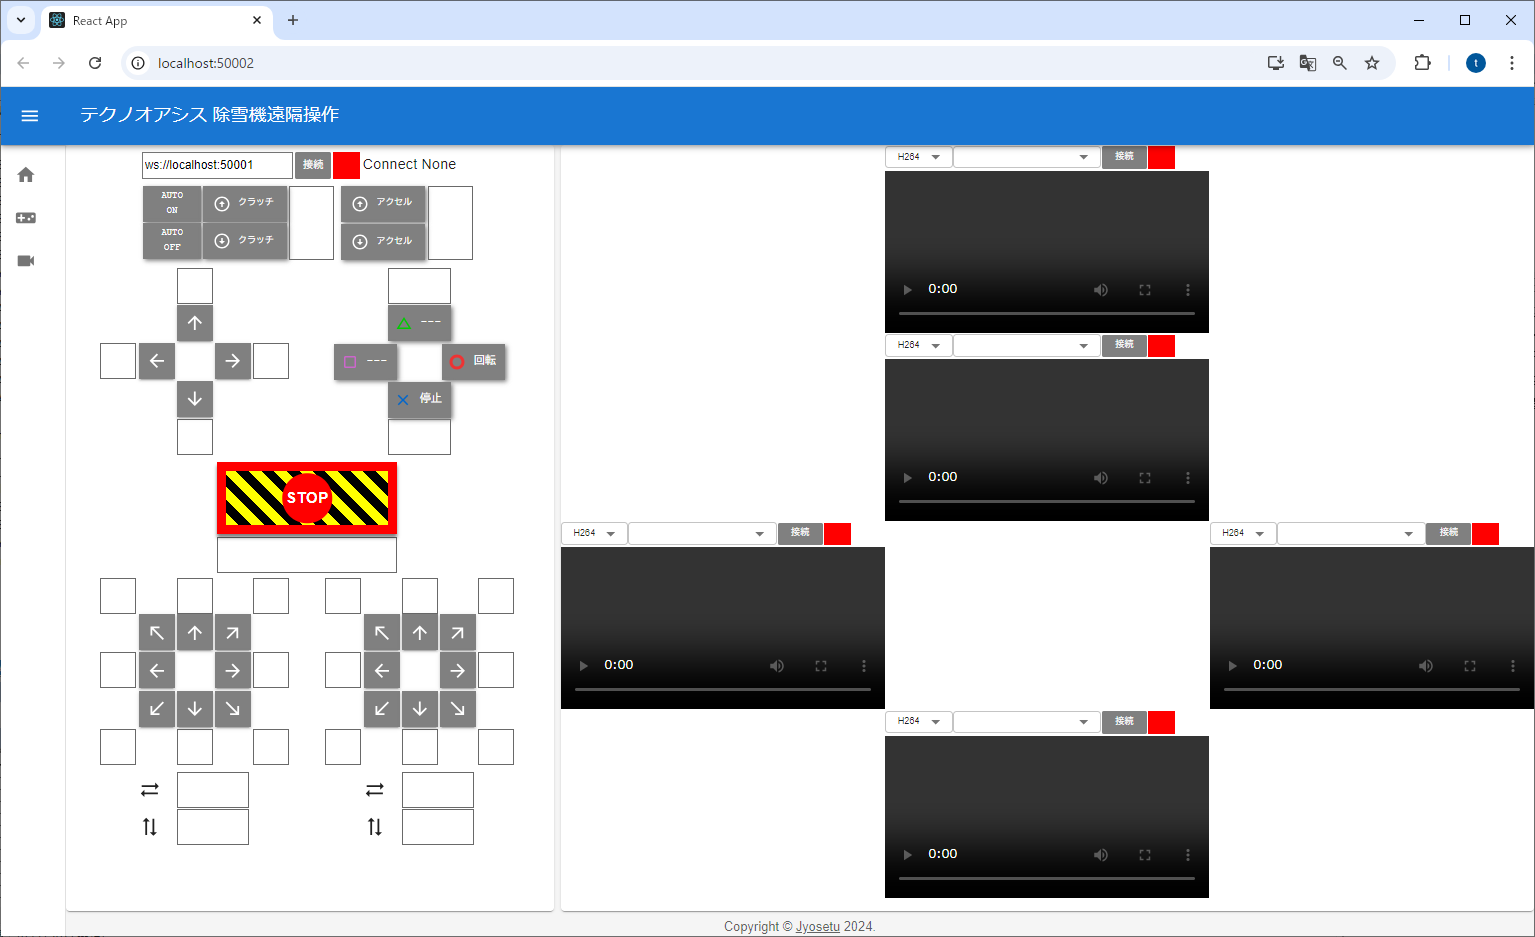 React App
localhost:50002
t
テクノオアシス 除雪機遠隔操作
ws://localhost:50001 接続 Connect None
AUTO ON クラッチ アクセル
AUTO OFF クラッチ アクセル
---
--- 回転
停止
STOP
H264 接続
0:00
H264 接続
0:00
H264 接続 H264 接続
0:00 0:00
H264 接続
0:00
Copyright © Jyosetu 2024.